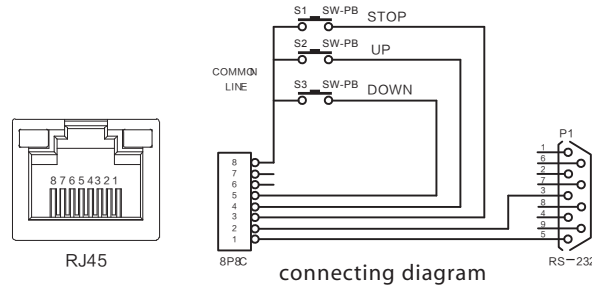 S1 SW-PB STOP
S2 SW-PB UP
S3 SW-PB DOWN
COMMON
LINE
8 7 6 5 4 3 2 1
RJ45
8
7
6
5
4
3
2
1
8P8C
P1
1
6
2
7
3
8
4
9
5
RS-232
connecting diagram